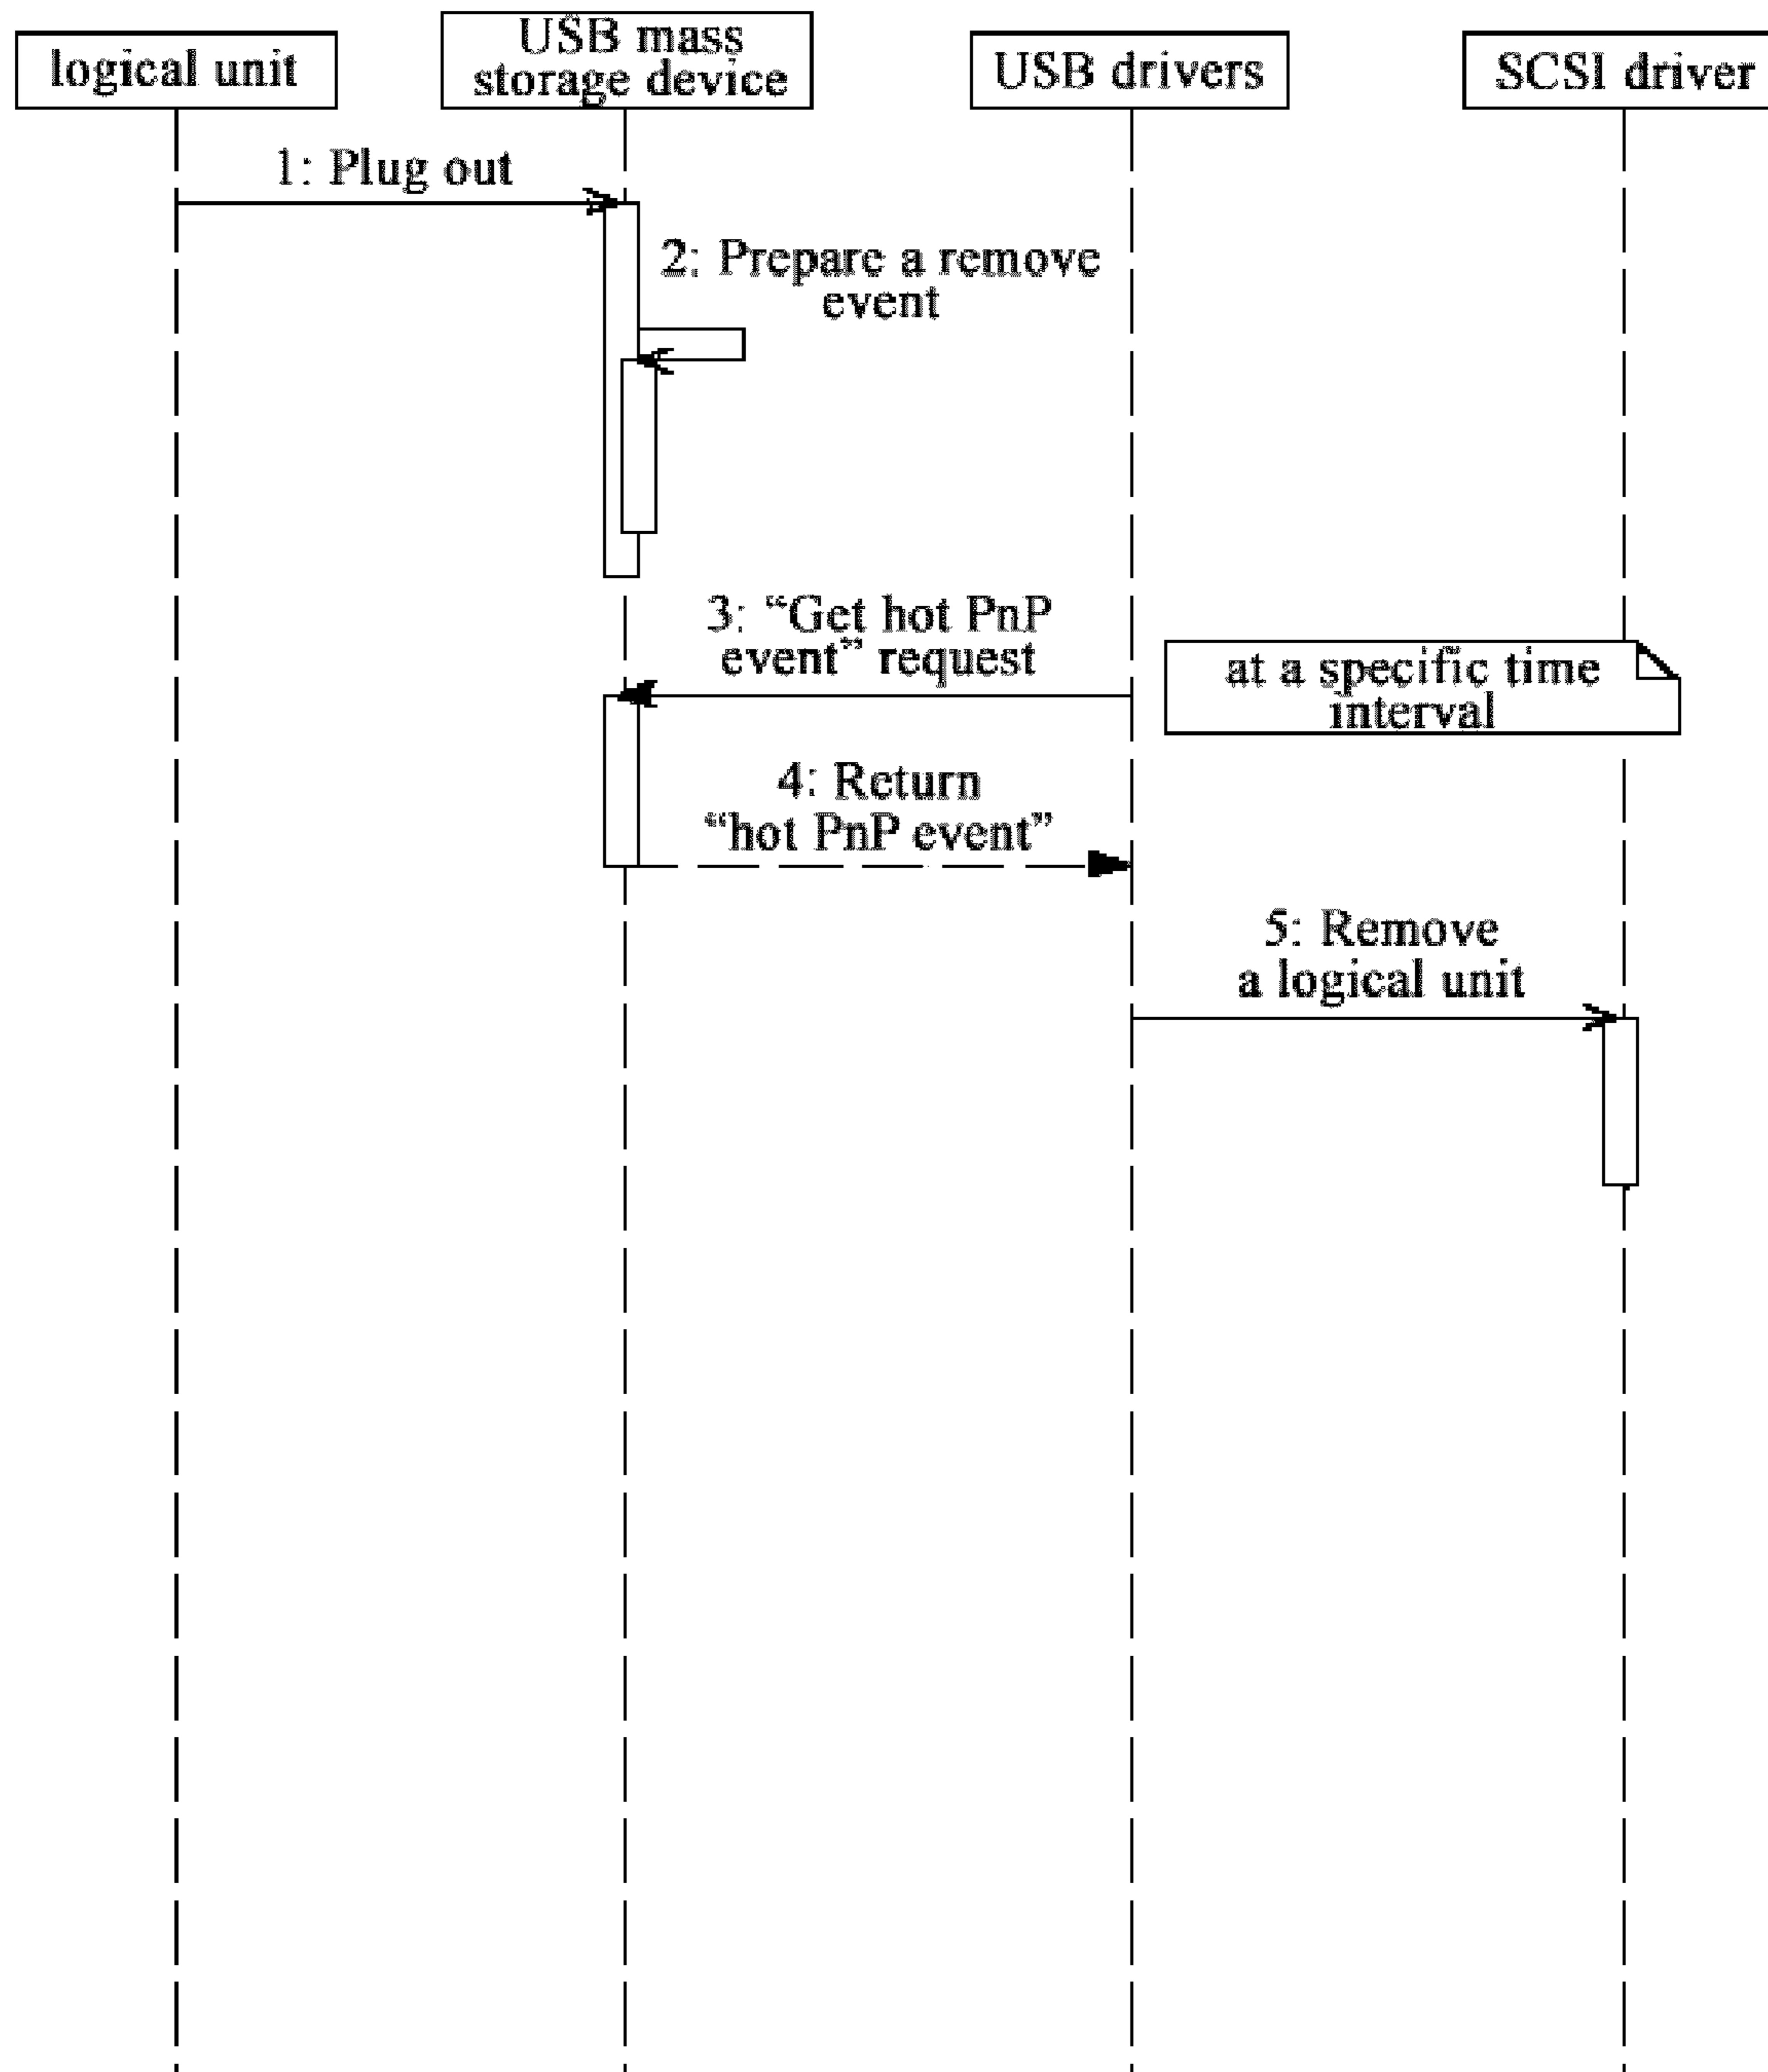 logical unit
USB mass
storage device
USB drivers
SCSI driver
1: Plug out
2: Prepare a remove
event
3: “Get hot PnP
event” request
at a specific time
interval
4: Return
“hot PnP event”
5: Remove
a logical unit